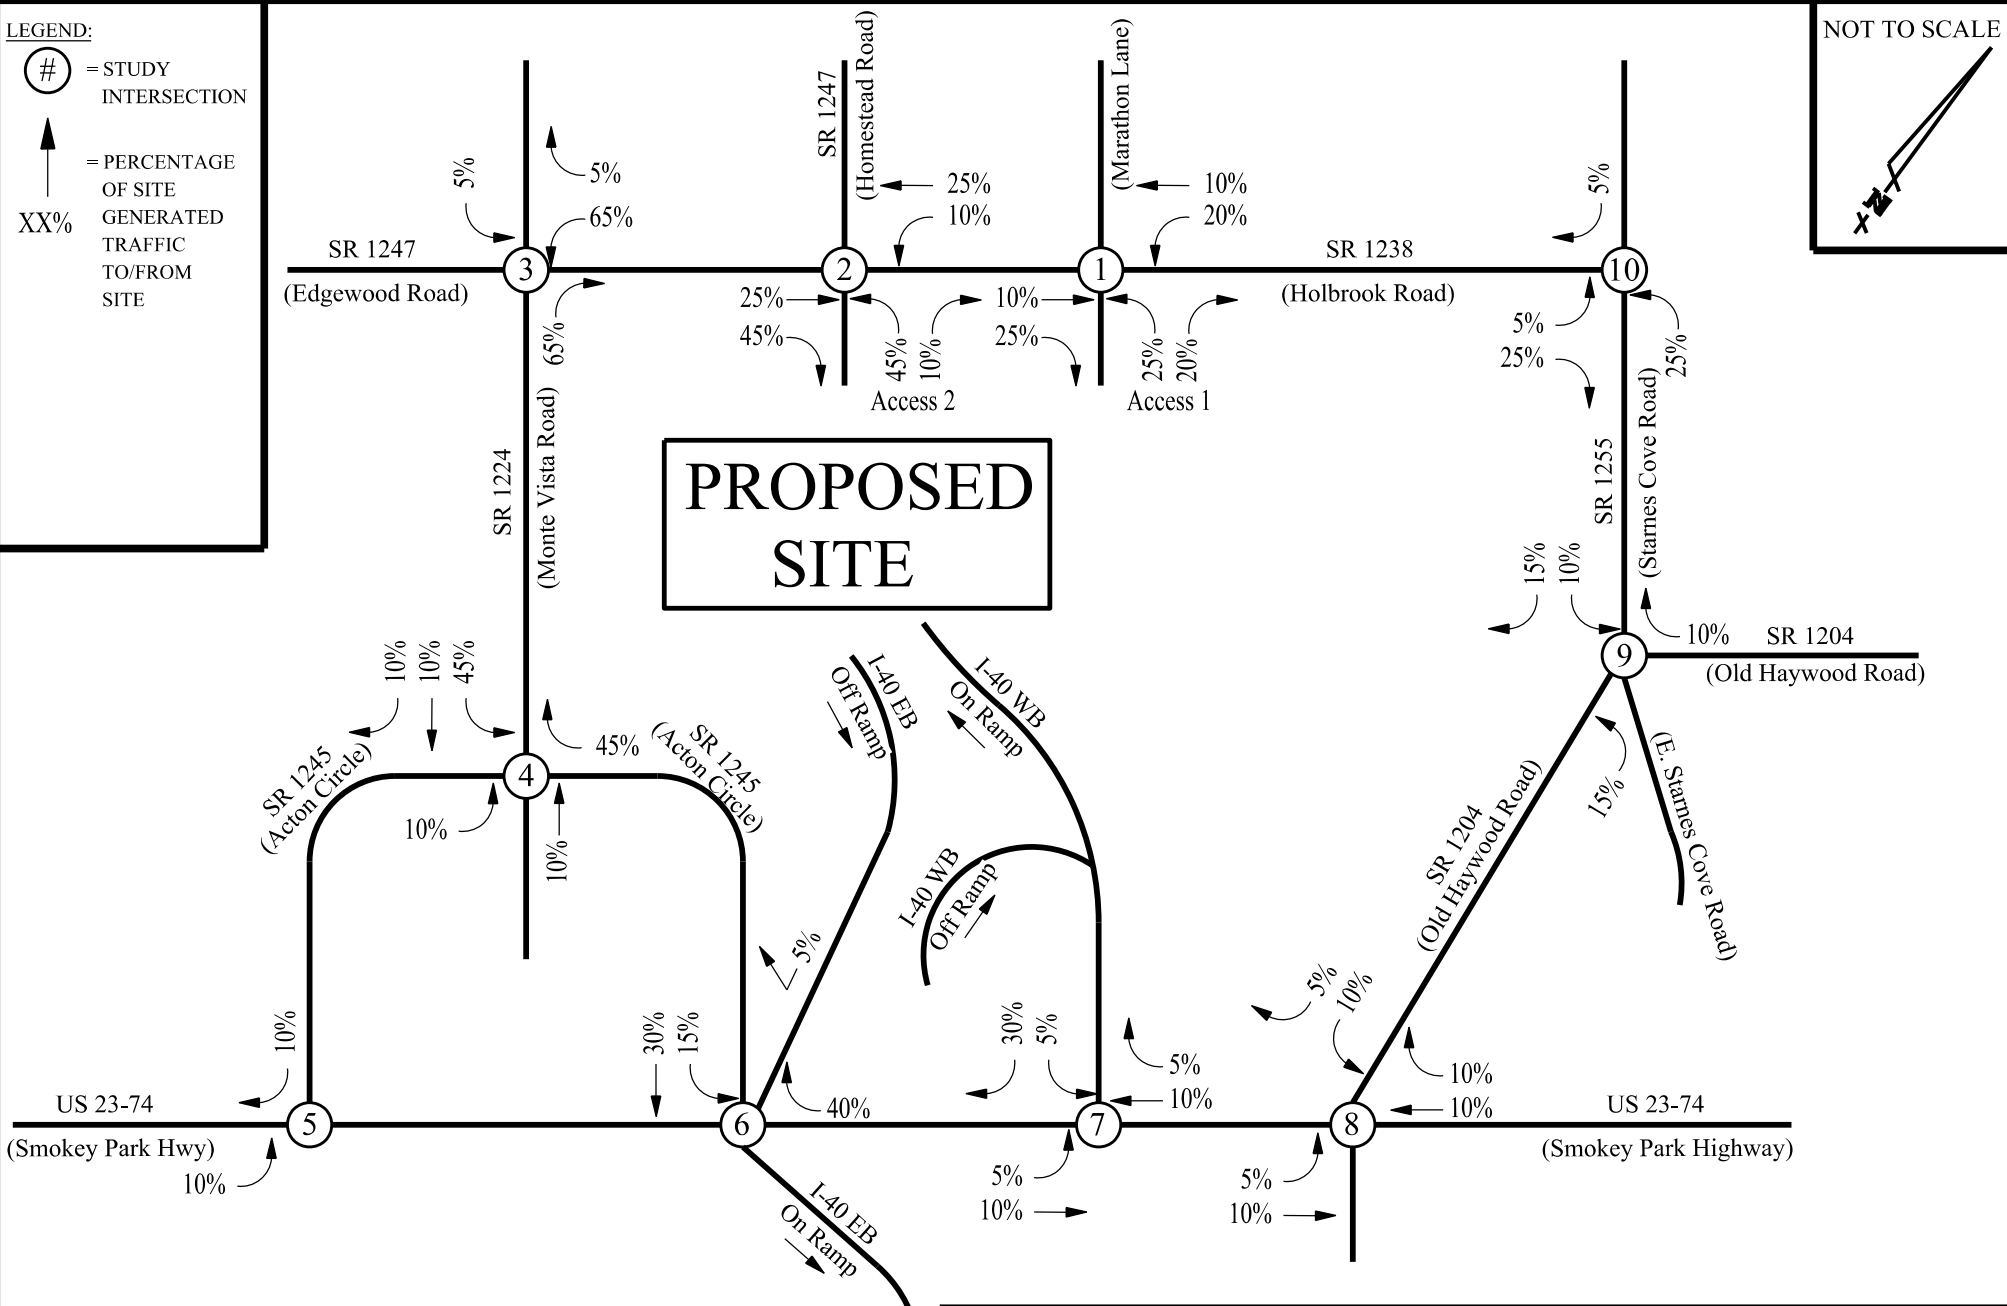 LEGEND:
#
= STUDY
INTERSECTION
XX%
= PERCENTAGE
OF SITE
GENERATED
TRAFFIC
TO/FROM
SITE
NOT TO SCALE
N
SR 1247
(Homestead Road)
(Marathon Lane)
5%
5%
65%
25%
10%
10%
20%
5%
SR 1247
(Edgewood Road)
3
2
1
SR 1238
(Holbrook Road)
10
65%
25%
45%
45%
10%
Access 2
10%
25%
25%
20%
Access 1
5%
25%
25%
SR 1224
(Monte Vista Road)
PROPOSED
SITE
SR 1255
(Starnes Cove Road)
15%
10%
10%
9
SR 1204
(Old Haywood Road)
15%
(E. Starnes Cove Road)
SR 1204
(Old Haywood Road)
10%
10%
45%
45%
4
10%
10%
SR 1245
(Acton Circle)
SR 1245
(Acton Circle)
I-40 EB
Off Ramp
I-40 WB
On Ramp
I-40 WB
Off Ramp
5%
10%
30%
15%
40%
30%
5%
5%
10%
5%
10%
10%
10%
US 23-74
(Smokey Park Hwy)
5
6
7
8
US 23-74
(Smokey Park Highway)
10%
5%
10%
5%
10%
I-40 EB
On Ramp